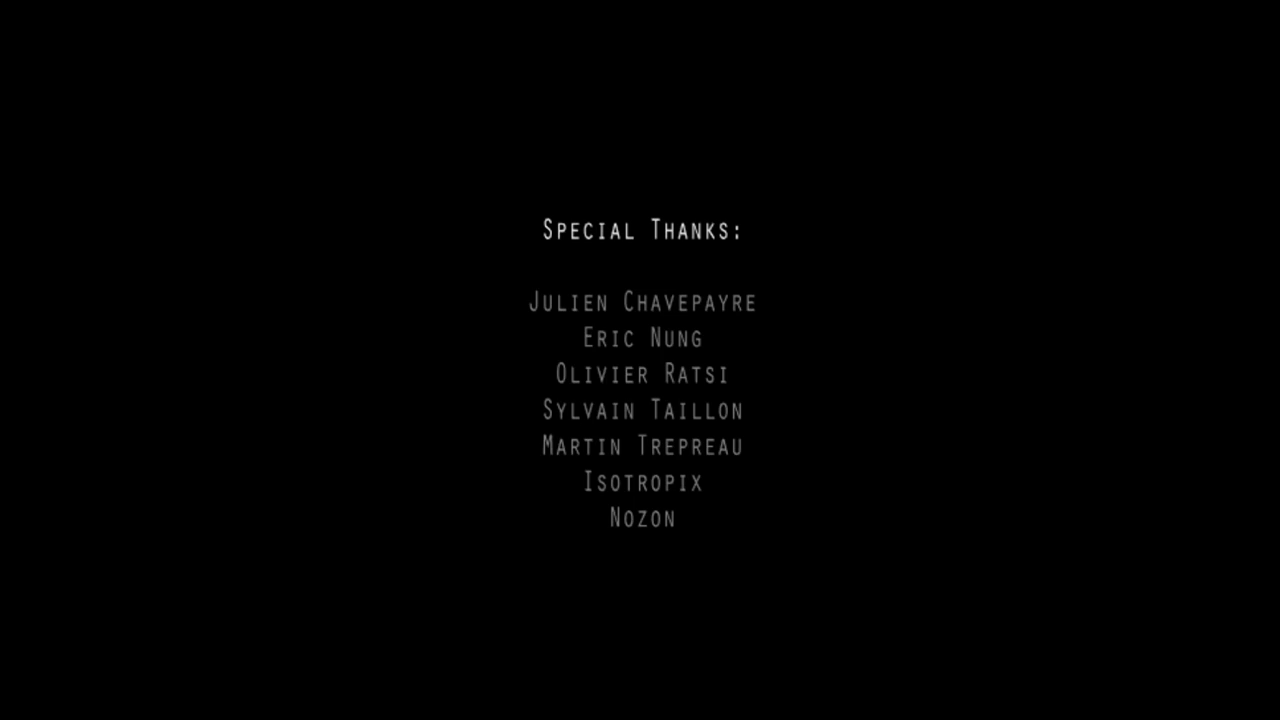 Special Thanks:
Julien Chavepayre
Eric Nung
Olivier Ratsi
Sylvain Taillon
Martin Trepreau
Isotropix
Nozon